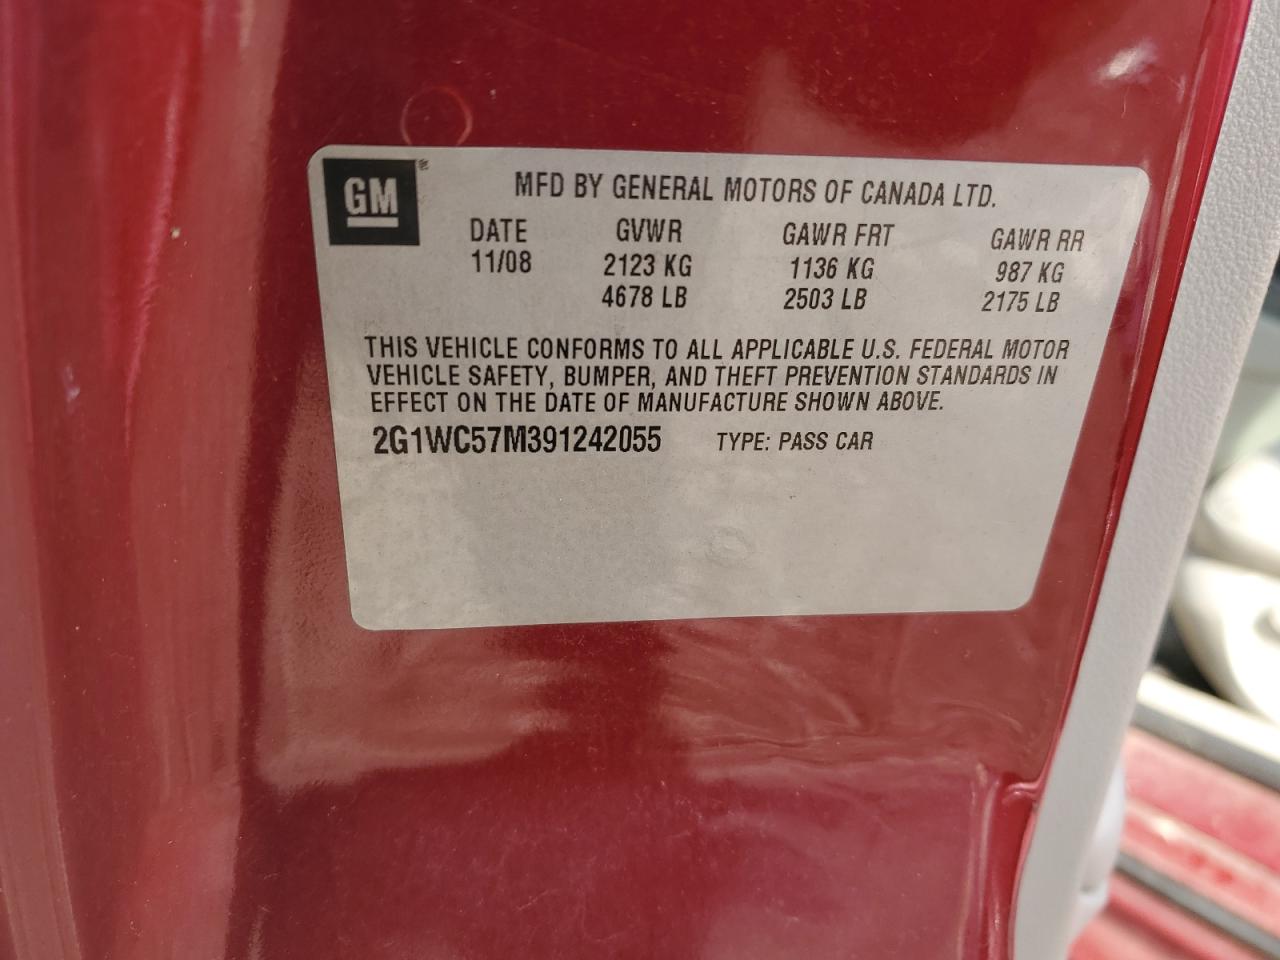 GM®
MFD BY GENERAL MOTORS OF CANADA LTD.
DATE GVWR GAWR FRT GAWR RR
11/08 2123 KG 1136 KG 987 KG
4678 LB 2503 LB 2175 LB
THIS VEHICLE CONFORMS TO ALL APPLICABLE U.S. FEDERAL MOTOR
VEHICLE SAFETY, BUMPER, AND THEFT PREVENTION STANDARDS IN
EFFECT ON THE DATE OF MANUFACTURE SHOWN ABOVE.
2G1WC57M391242055 TYPE: PASS CAR